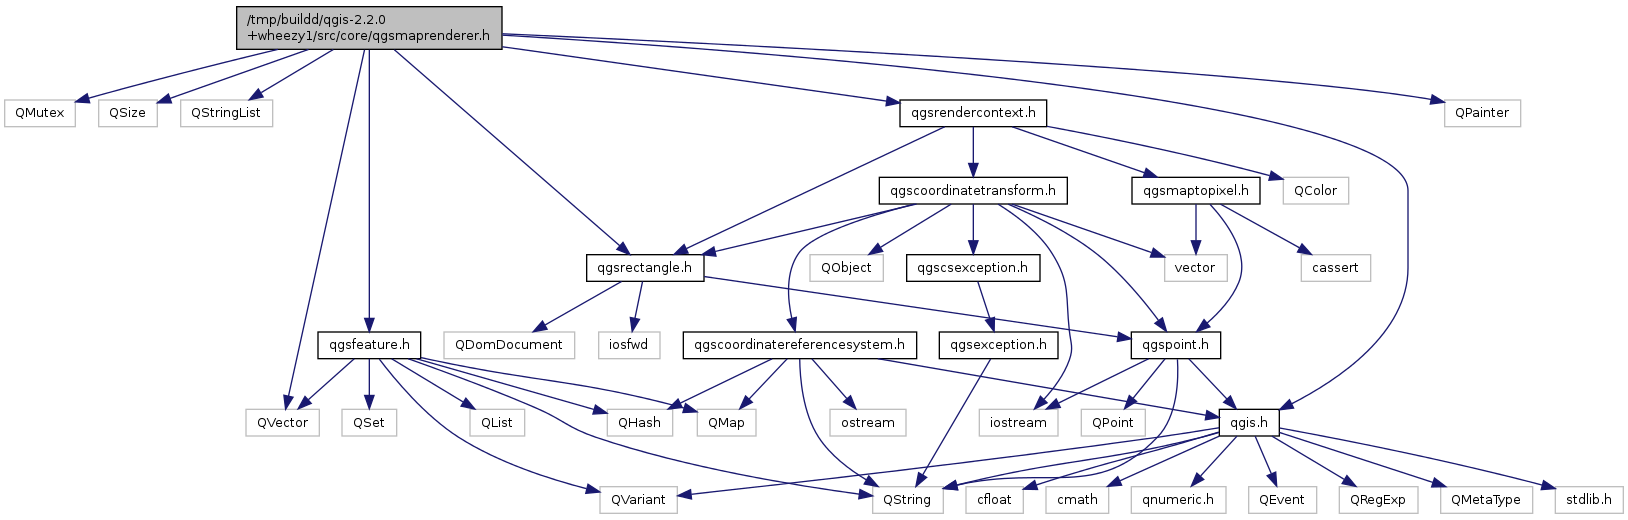 /tmp/buildd/qgis-2.2.0
+wheezy1/src/core/qgsmaprenderer.h
QMutex
QSize
QStringList
qgsrendercontext.h
QPainter
qgscoordinatetransform.h
qgsmaptopixel.h
QColor
qgsrectangle.h
QObject
qgscsexception.h
vector
cassert
qgsfeature.h
QDomDocument
iosfwd
qgscoordinatereferencesystem.h
qgsexception.h
qgspoint.h
QVector
QSet
QList
QHash
QMap
ostream
iostream
QPoint
qgis.h
QVariant
QString
cfloat
cmath
qnumeric.h
QEvent
QRegExp
QMetaType
stdlib.h